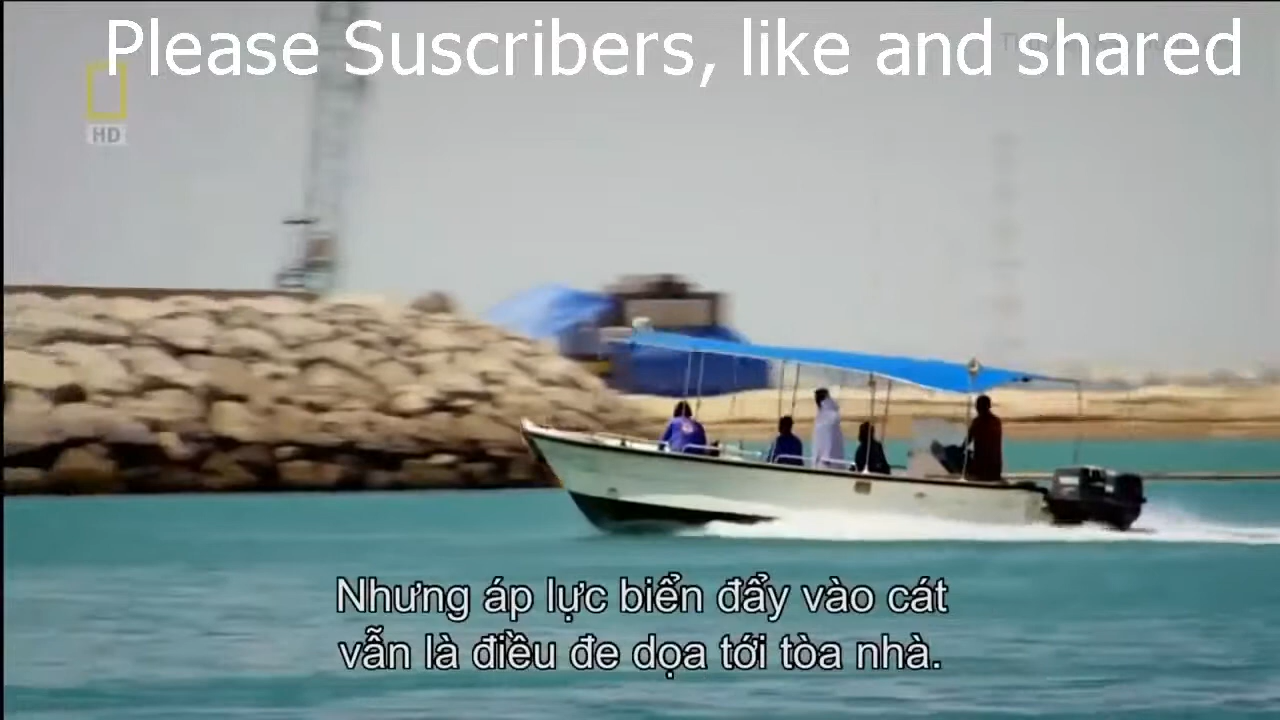 Please Suscribers, like and shared
HD
Nhưng áp lực biển đẩy vào cát
vẫn là điều đe dọa tới tòa nhà.